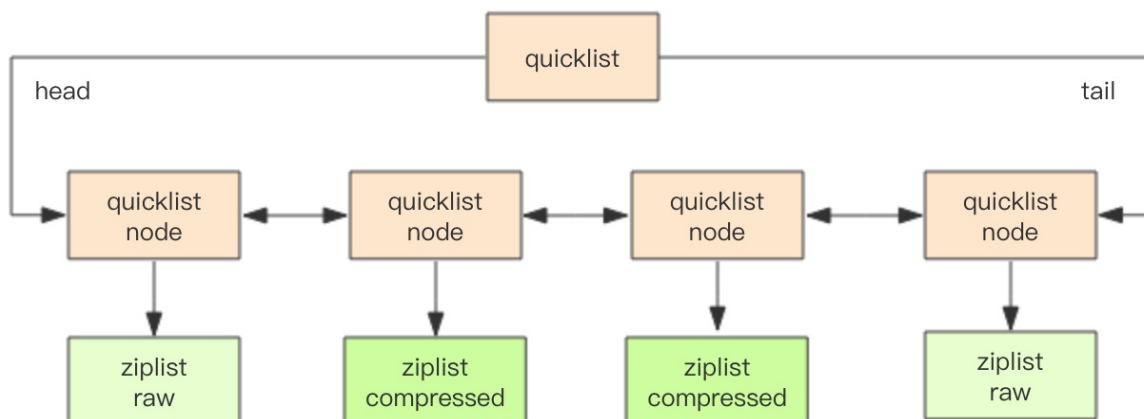 quicklist
head
tail
quicklist
node
quicklist
node
quicklist
node
quicklist
node
ziplist
raw
ziplist
compressed
ziplist
compressed
ziplist
raw